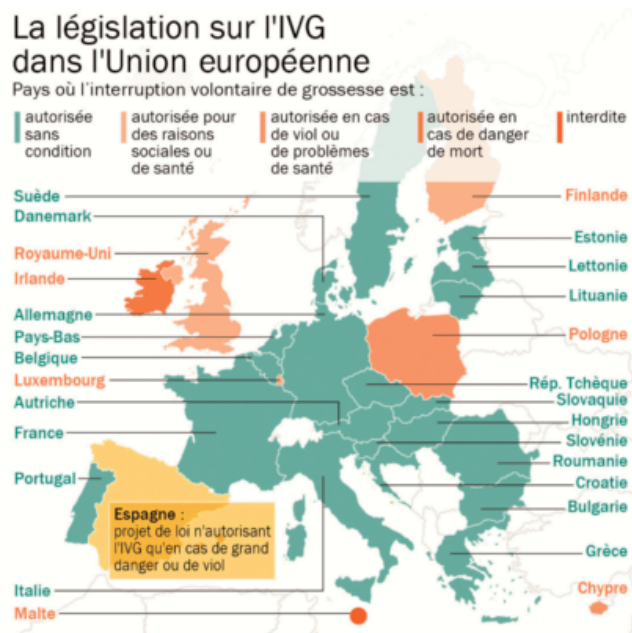 La législation sur l'IVG
dans l'Union européenne
Pays où l'interruption volontaire de grossesse est :
autorisée
sans
condition
autorisée pour
des raisons
sociales ou
de santé
autorisée en cas
de viol ou
de problèmes
de santé
autorisée en
cas de danger
de mort
interdite
Suède
Danemark
Royaume-Uni
Irlande
Allemagne
Pays-Bas
Belgique
Luxembourg
Autriche
France
Portugal
Espagne :
projet de loi n'autorisant
l'IVG qu'en cas de grand
danger ou de viol
Italie
Malte
Finlande
Estonie
Lettonie
Lituanie
Pologne
Rép. Tchèque
Slovaquie
Hongrie
Slovénie
Roumanie
Croatie
Bulgarie
Grèce
Chypre